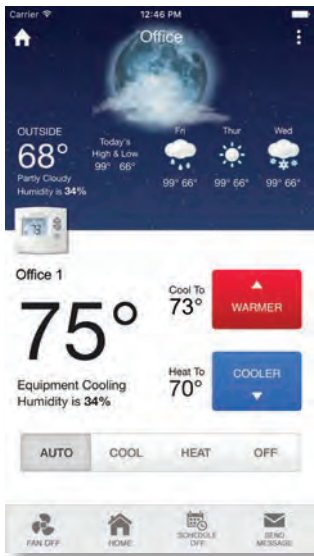 Carrier 12:46 PM
Office
OUTSIDE
68°
Partly Cloudy
Humidity is 34%
Today's
High & Low
99° 66°
Fri Thur Wed
99° 66° 99° 66° 99° 66°
73
Office 1
75°
Equipment Cooling
Humidity is 34%
Cool To
73°
WARMER
Heat To
70°
COOLER
AUTO COOL HEAT OFF
FAN OFF HOME SCHEDULE OFF SEND MESSAGE